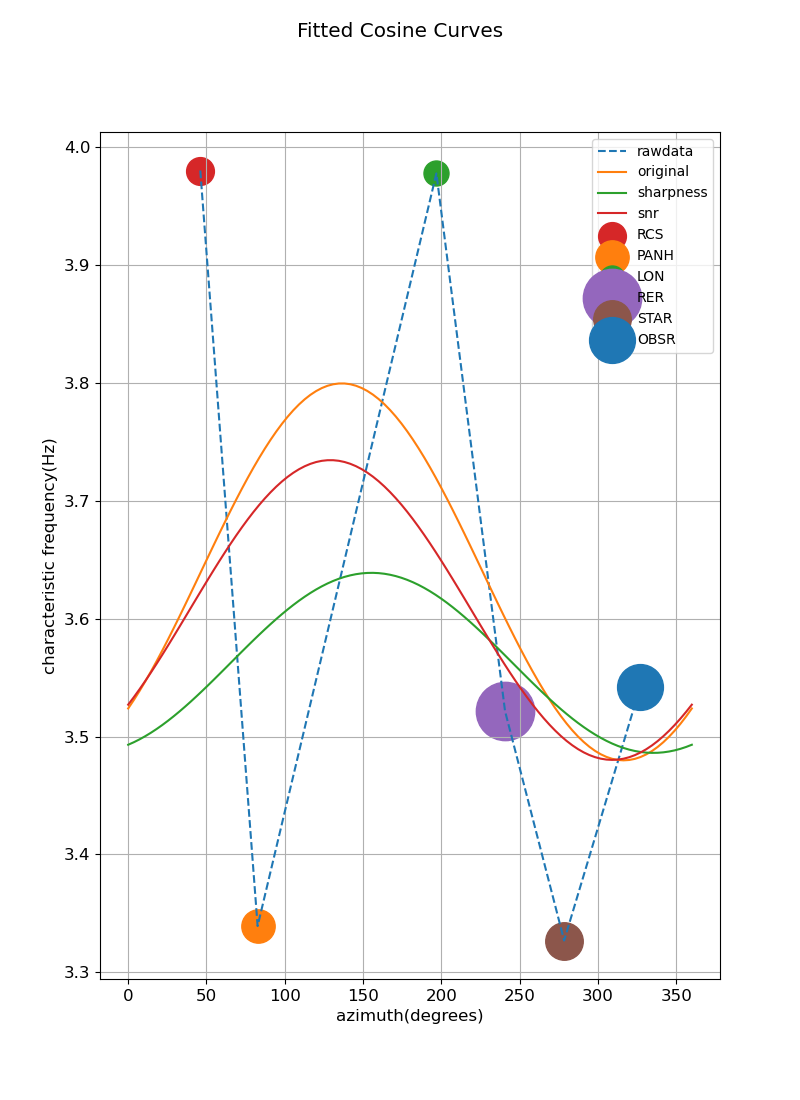 Fitted Cosine Curves
4.0
3.9
3.8
3.7
3.6
3.5
3.4
3.3
characteristic frequency(Hz)
rawdata
original
sharpness
snr
RCS
PANH
LON
RER
STAR
OBSR
0 50 100 150 200 250 300 350
azimuth(degrees)